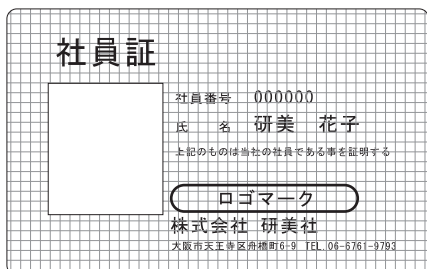 社員証
社員番号 000000
氏 名 研美 花子
上記のものは当社の社員である事を証明する
ロゴマーク
株式会社 研美社
大阪市天王寺区舟橋町6-9 TEL.06-6761-9793